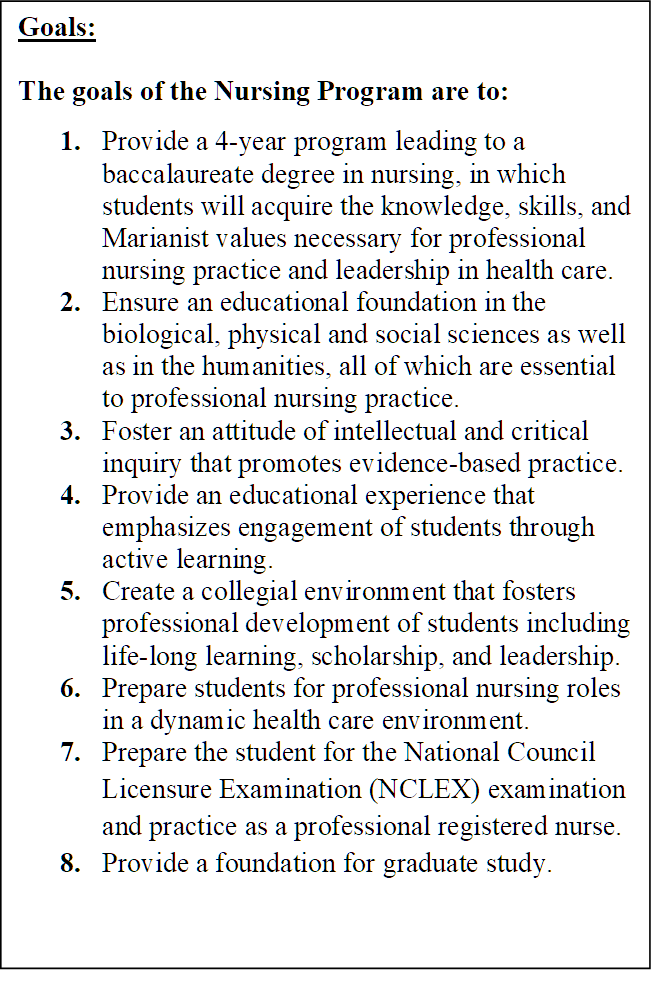 Goals:
The goals of the Nursing Program are to:
1. Provide a 4-year program leading to a
baccalaureate degree in nursing, in which
students will acquire the knowledge, skills, and
Marianist values necessary for professional
nursing practice and leadership in health care.
2. Ensure an educational foundation in the
biological, physical and social sciences as well
as in the humanities, all of which are essential
to professional nursing practice.
3. Foster an attitude of intellectual and critical
inquiry that promotes evidence-based practice.
4. Provide an educational experience that
emphasizes engagement of students through
active learning.
5. Create a collegial environment that fosters
professional development of students including
life-long learning, scholarship, and leadership.
6. Prepare students for professional nursing roles
in a dynamic health care environment.
7. Prepare the student for the National Council
Licensure Examination (NCLEX) examination
and practice as a professional registered nurse.
8. Provide a foundation for graduate study.